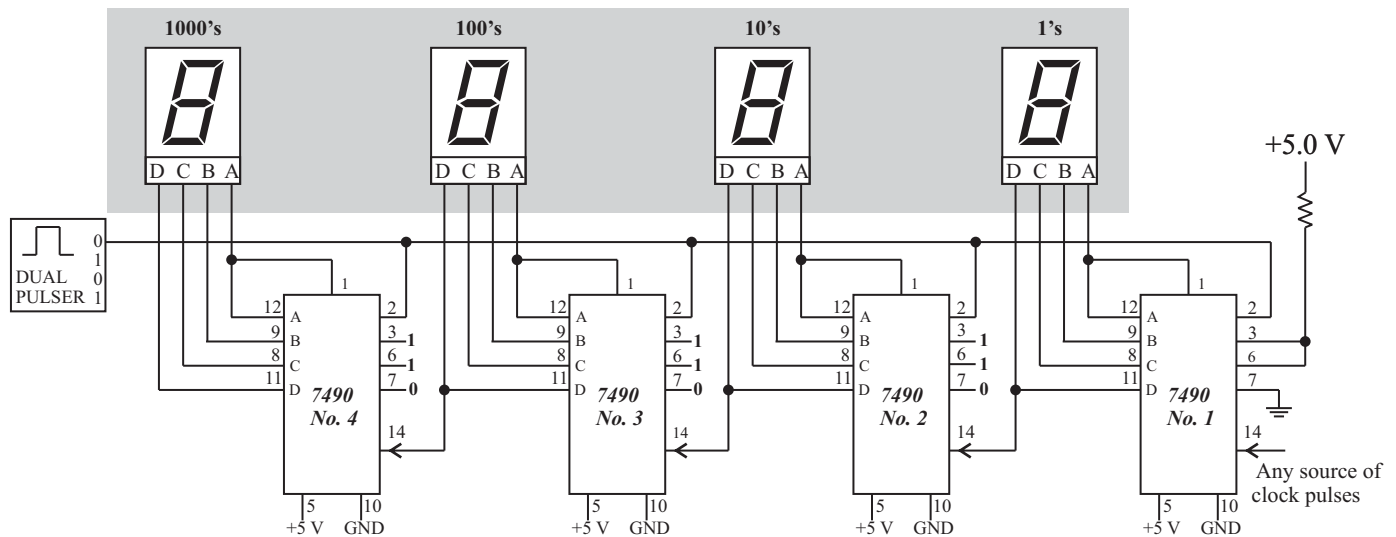 1000's 100's 10's 1's
D C B A D C B A D C B A D C B A
+5.0 V
0
1
DUAL 0
PULSER 1
1 1 1 1
12 A 2 12 A 2 12 A 2 12 A 2
9 B 3 1 9 B 3 1 9 B 3 1 9 B 3
8 C 6 1 8 C 6 1 8 C 6 1 8 C 6
11 D 7 0 11 D 7 0 11 D 7 0 11 D 7
7490 7490 7490 7490
No. 4 No. 3 No. 2 No. 1
14 14 14 14
Any source of
clock pulses
5 10 5 10 5 10 5 10
+5 V GND +5 V GND +5 V GND +5 V GND